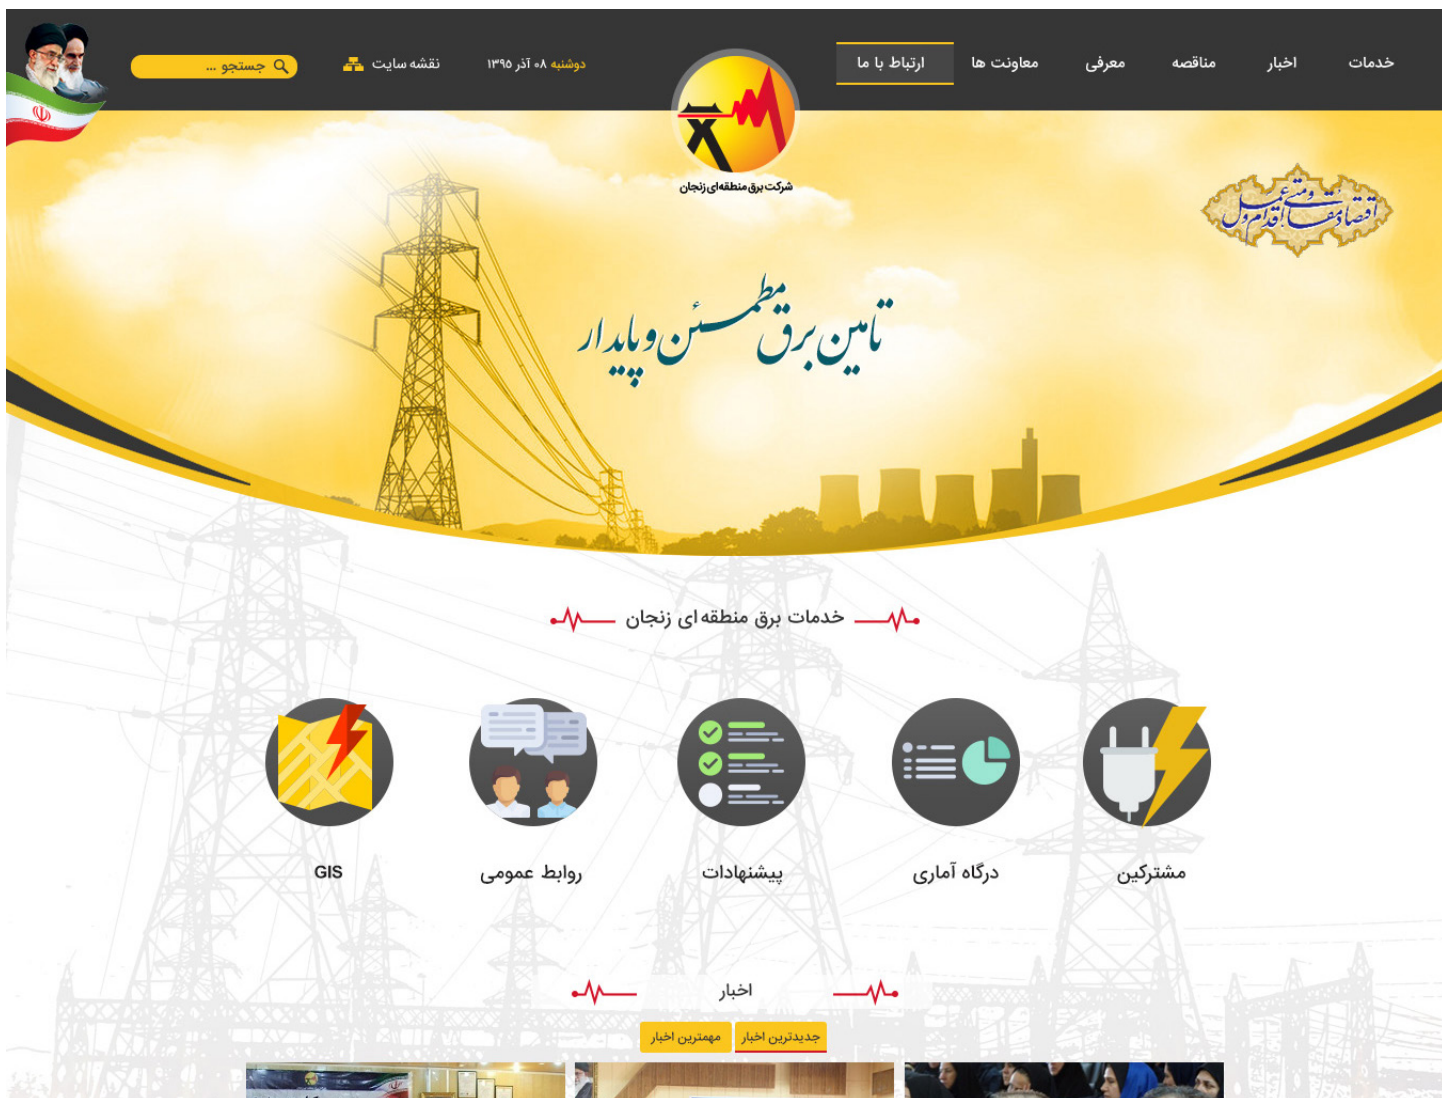 خدمات
اخبار
مناقصه
معرفی
معاونت ها
ارتباط با ما
دوشنبه ۰۸ آذر ۱۳۹۵
نقشه سایت
جستجو ...
شرکت برق منطقه‌ای زنجان
اقتصاد مقاومتی اقدام و عمل
تامین برق مطمئن و پایدار
خدمات برق منطقه ای زنجان
مشترکین
درگاه آماری
پیشنهادات
روابط عمومی
GIS
اخبار
جدیدترین اخبار
مهمترین اخبار